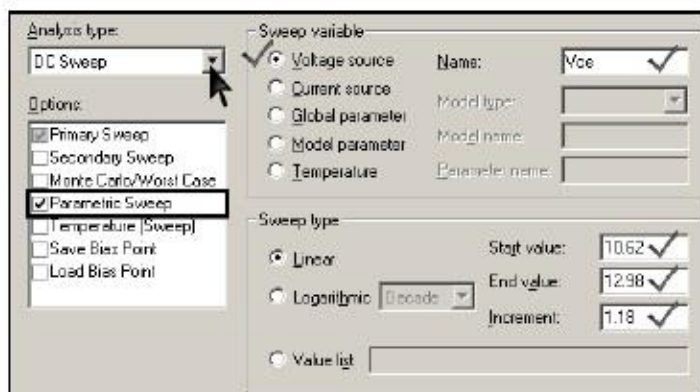 Analysis type:
DC Sweep
Options:
Primary Sweep
Secondary Sweep
Monte Carlo/Worst Case
Parametric Sweep
Temperature (Sweep)
Save Bias Point
Load Bias Point
Sweep variable
Voltage source
Current source
Global parameter
Model parameter
Temperature
Name: Vce
Model type:
Model name:
Parameter name:
Sweep type
Linear
Logarithmic Decade
Value list
Start value: 10.62
End value: 12.98
Increment: 1.18